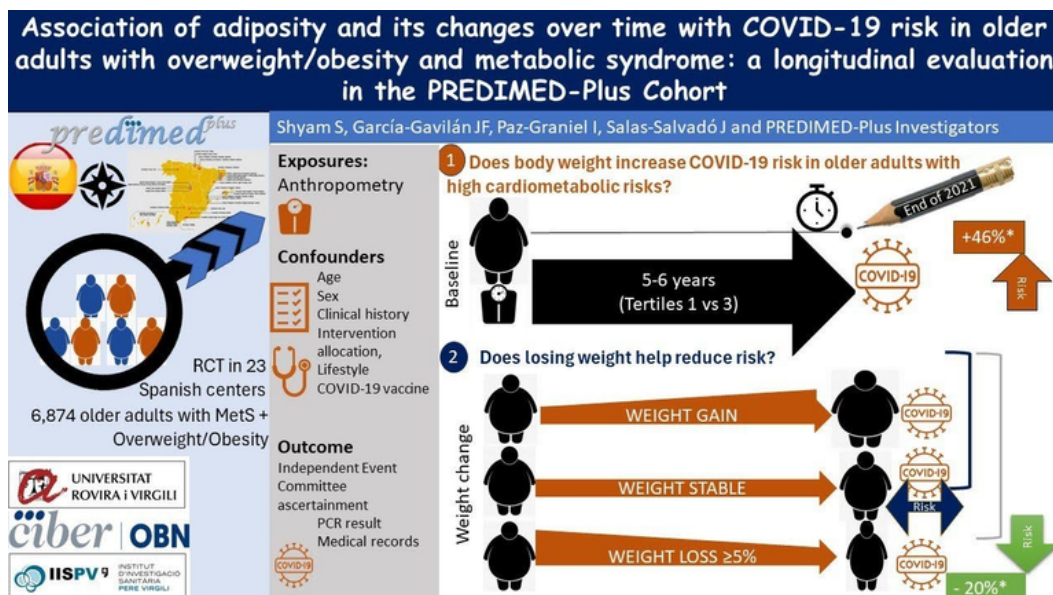 Association of adiposity and its changes over time with COVID-19 risk in older
adults with overweight/obesity and metabolic syndrome: a longitudinal evaluation
in the PREDIMED-Plus Cohort
predimed plus
Shyam S, García-Gavilán JF, Paz-Graniel I, Salas-Salvadó J and PREDIMED-Plus Investigators
RCT in 23
Spanish centers
6,874 older adults with MetS +
Overweight/Obesity
UNIVERSITAT
ROVIRA i VIRGILI
ciber | OBN
IISPV
INSTITUT
D'INVESTIGACIÓ
SANITÀRIA
PERE VIRGILI
Exposures:
Anthropometry
Confounders
Age
Sex
Clinical history
Intervention
allocation,
Lifestyle
COVID-19 vaccine
Outcome
Independent Event
Committee
ascertainment
PCR result
Medical records
COVID-19
1 Does body weight increase COVID-19 risk in older adults with
high cardiometabolic risks?
End of 2021
Baseline
5-6 years
(Tertiles 1 vs 3)
COVID-19
+46%*
Risk
2 Does losing weight help reduce risk?
Weight change
WEIGHT GAIN
COVID-19
WEIGHT STABLE
COVID-19
Risk
WEIGHT LOSS ≥5%
COVID-19
Risk
- 20%*